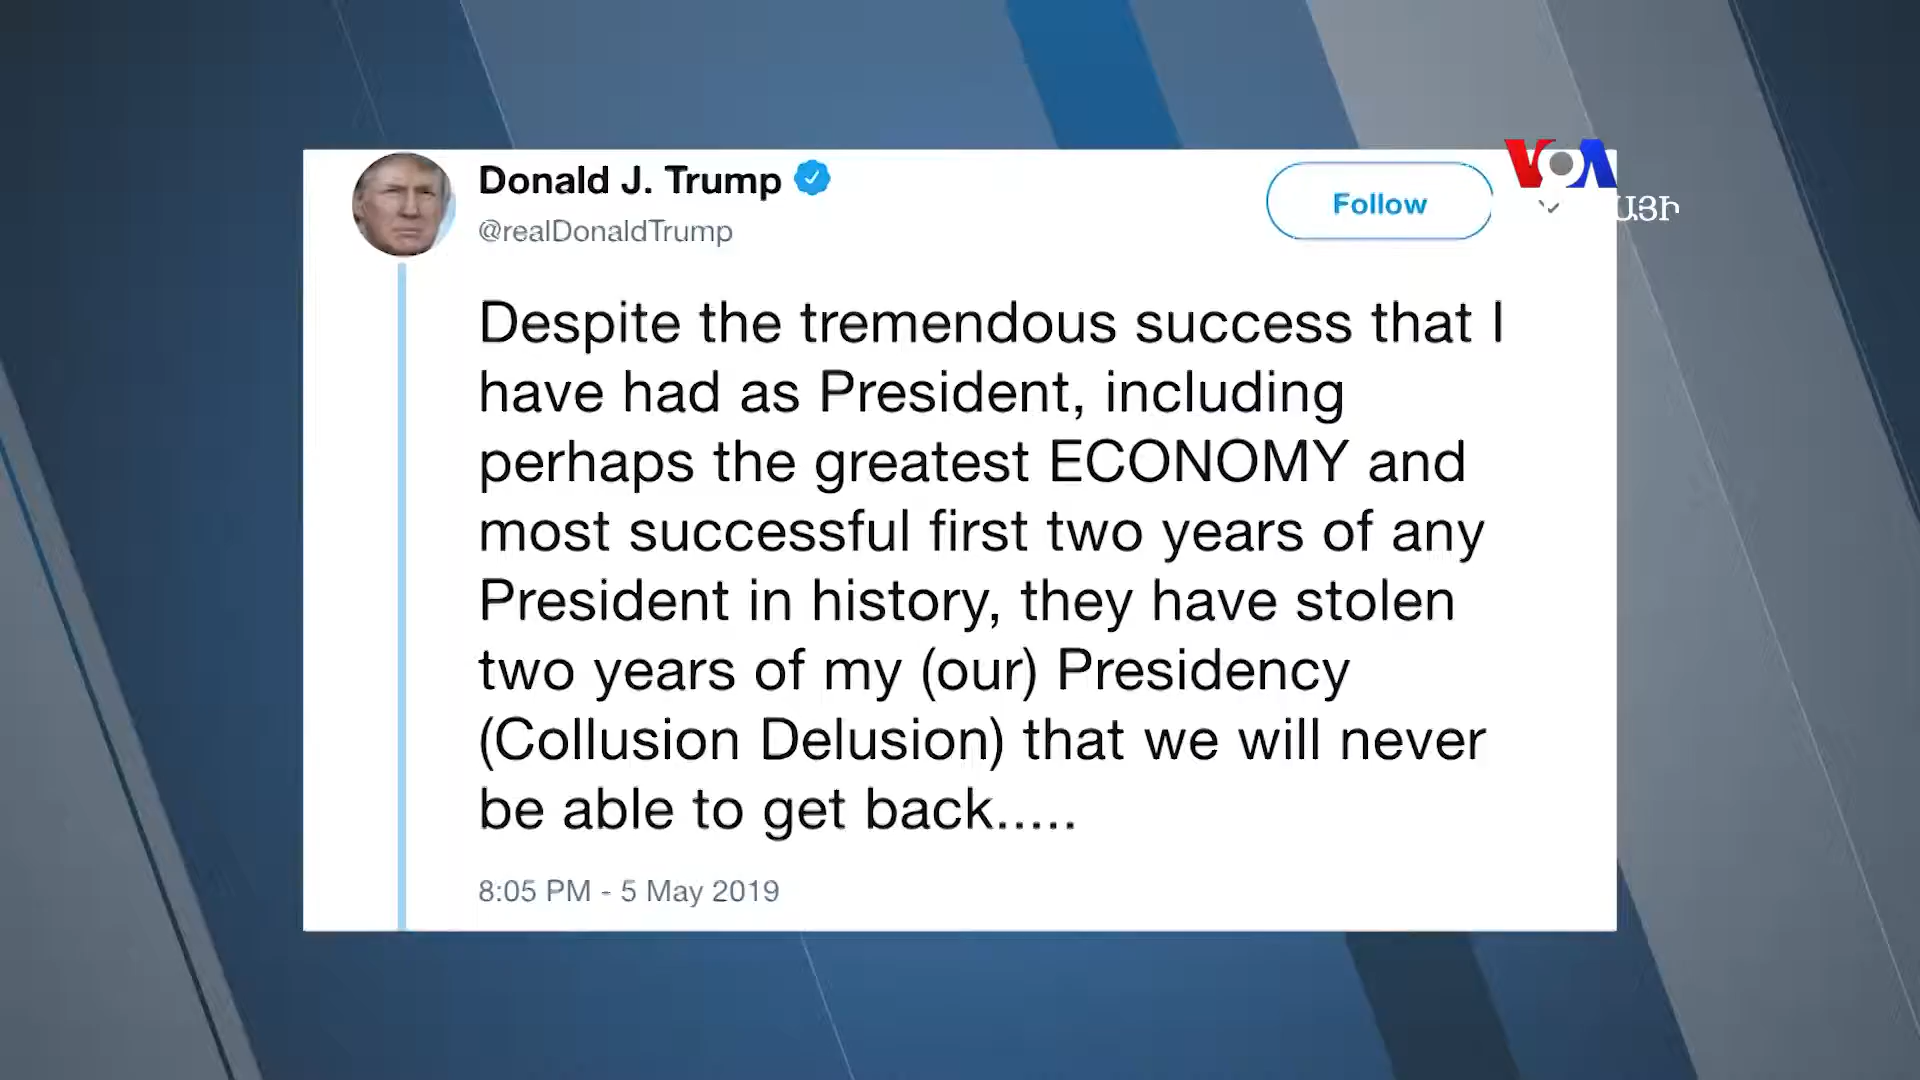 Donald J. Trump
@realDonaldTrump
Follow
VOA
ԱՅԻ
Despite the tremendous success that I
have had as President, including
perhaps the greatest ECONOMY and
most successful first two years of any
President in history, they have stolen
two years of my (our) Presidency
(Collusion Delusion) that we will never
be able to get back.....
8:05 PM - 5 May 2019